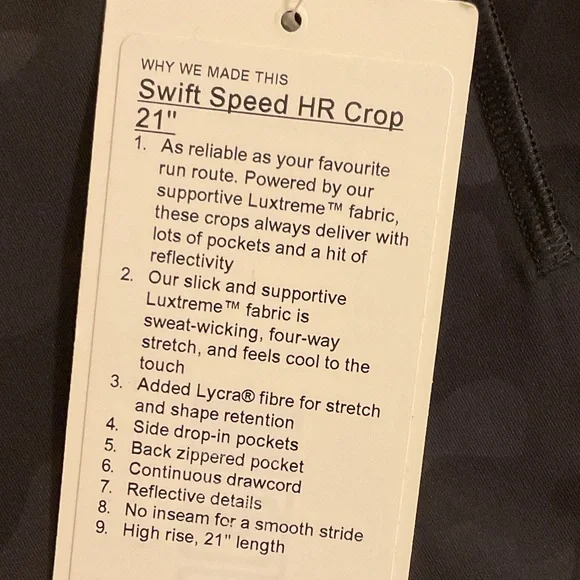 WHY WE MADE THIS
Swift Speed HR Crop
21"
1. As reliable as your favourite
run route. Powered by our
supportive Luxtreme™ fabric,
these crops always deliver with
lots of pockets and a hit of
reflectivity
2. Our slick and supportive
Luxtreme™ fabric is
sweat-wicking, four-way
stretch, and feels cool to the
touch
3. Added Lycra® fibre for stretch
and shape retention
4. Side drop-in pockets
5. Back zippered pocket
6. Continuous drawcord
7. Reflective details
8. No inseam for a smooth stride
9. High rise, 21" length